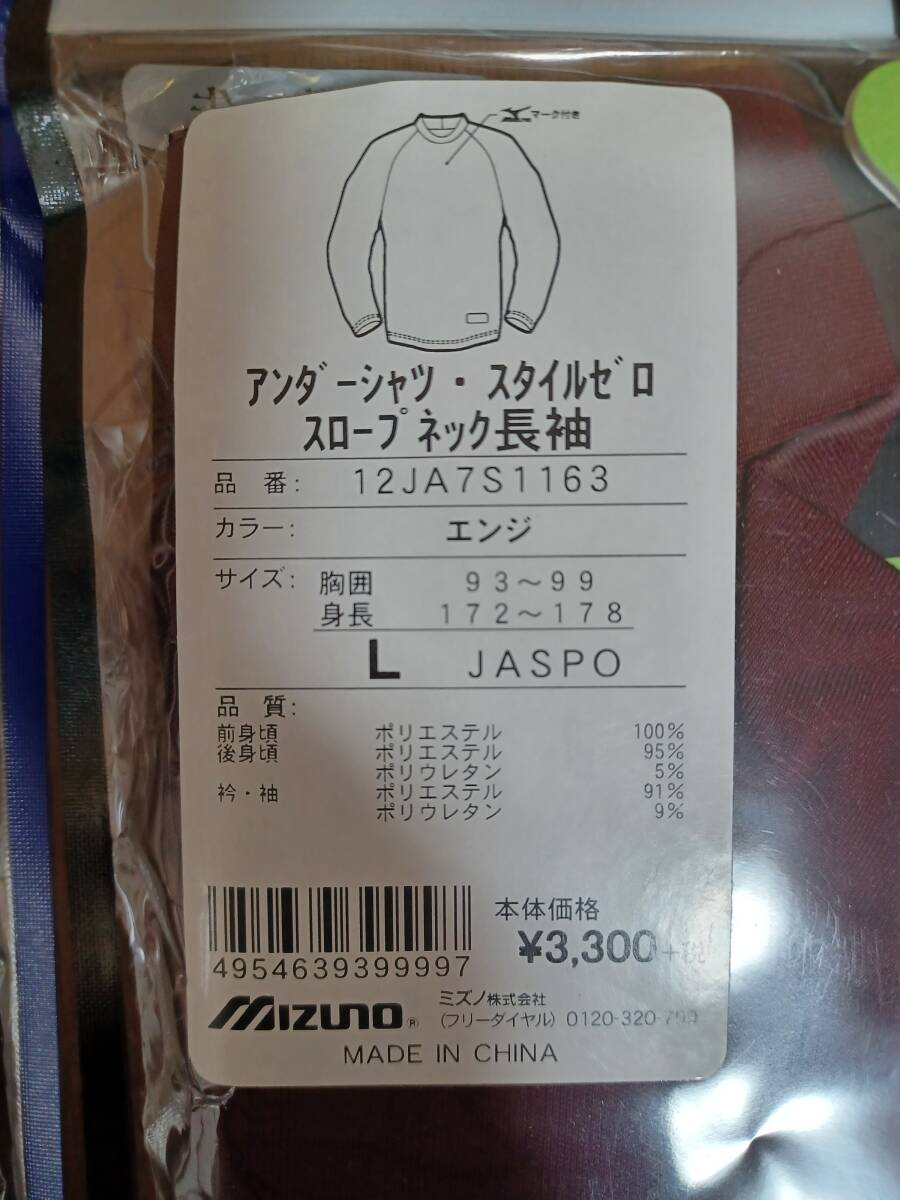 マーク付き
アンダーシャツ・スタイルゼロ
スロープネック長袖
品 番: 12JA7S1163
カラー: エンジ
サイズ: 胸囲 93～99
身長 172～178
L JASPO
品 質:
前身頃 ポリエステル 100%
後身頃 ポリエステル 95%
ポリウレタン 5%
衿・袖 ポリエステル 91%
ポリウレタン 9%
本体価格
¥3,300+税
4954639399997
MIZUNO® ミズノ株式会社
(フリーダイヤル) 0120-320-799
MADE IN CHINA